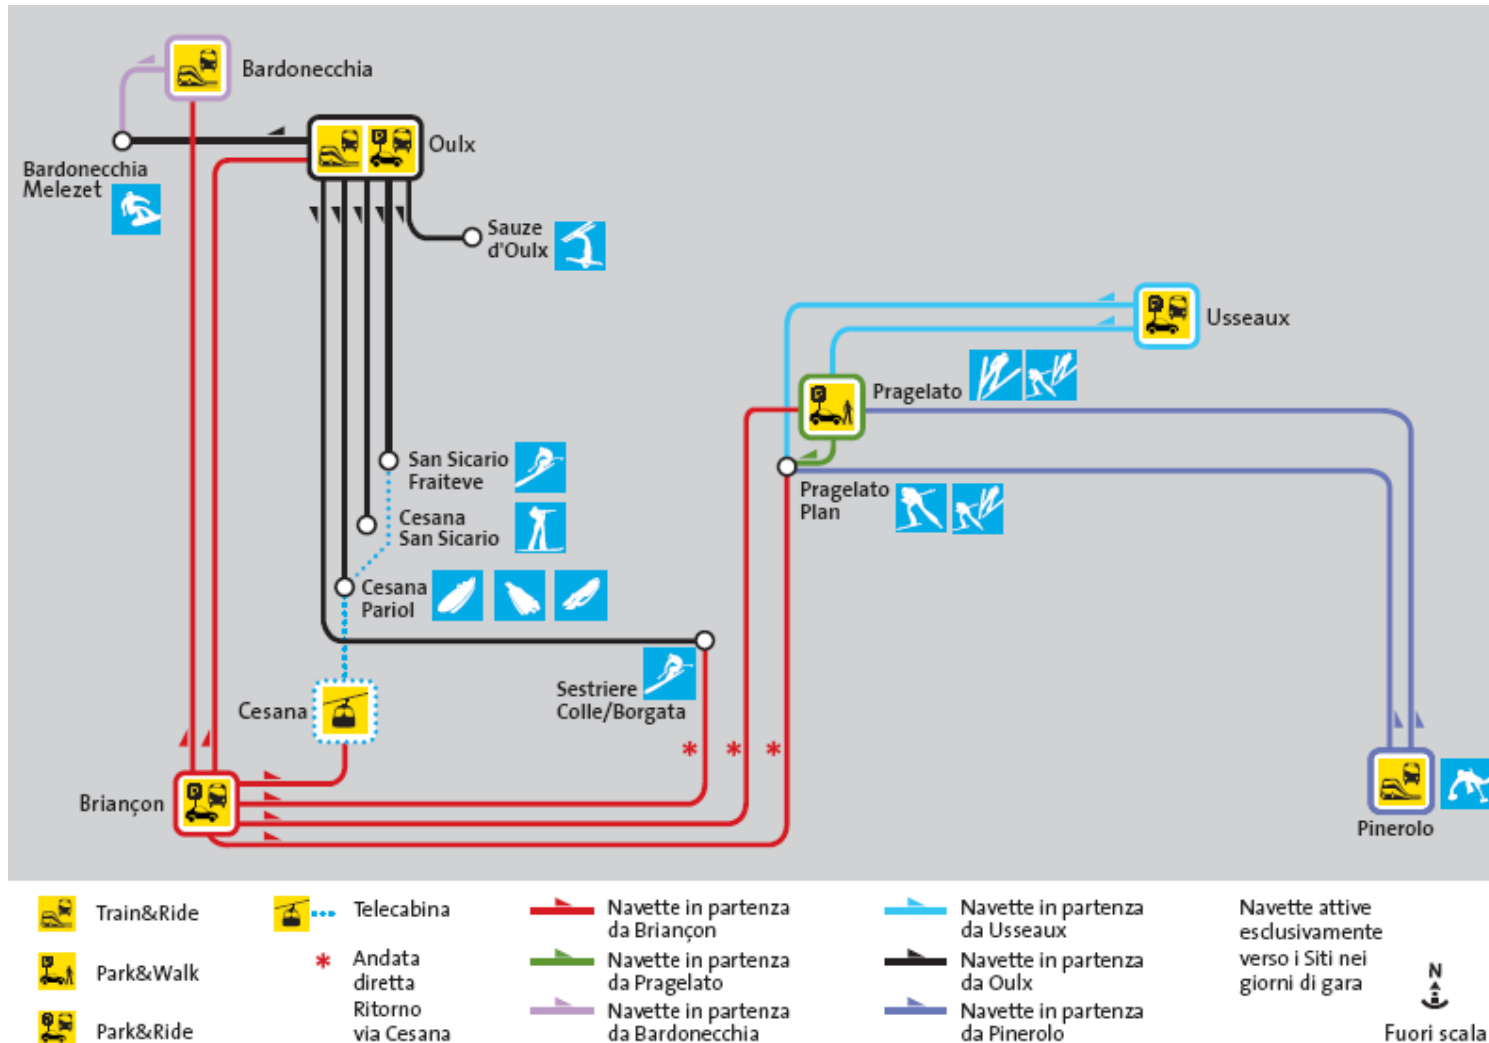 Bardonecchia
Oulx
Bardonecchia
Melezet
Sauze
d'Oulx
Usseaux
Pragelato
San Sicario
Fraiteve
Pragelato
Plan
Cesana
San Sicario
Cesana
Pariol
Sestriere
Colle/Borgata
Cesana
* * *
Briançon
Pinerolo
Train&Ride
Park&Walk
Park&Ride
Telecabina
* Andata
diretta
Ritorno
via Cesana
Navette in partenza
da Briançon
Navette in partenza
da Pragelato
Navette in partenza
da Bardonecchia
Navette in partenza
da Usseaux
Navette in partenza
da Oulx
Navette in partenza
da Pinerolo
Navette attive
esclusivamente
verso i Siti nei
giorni di gara
N
Fuori scala